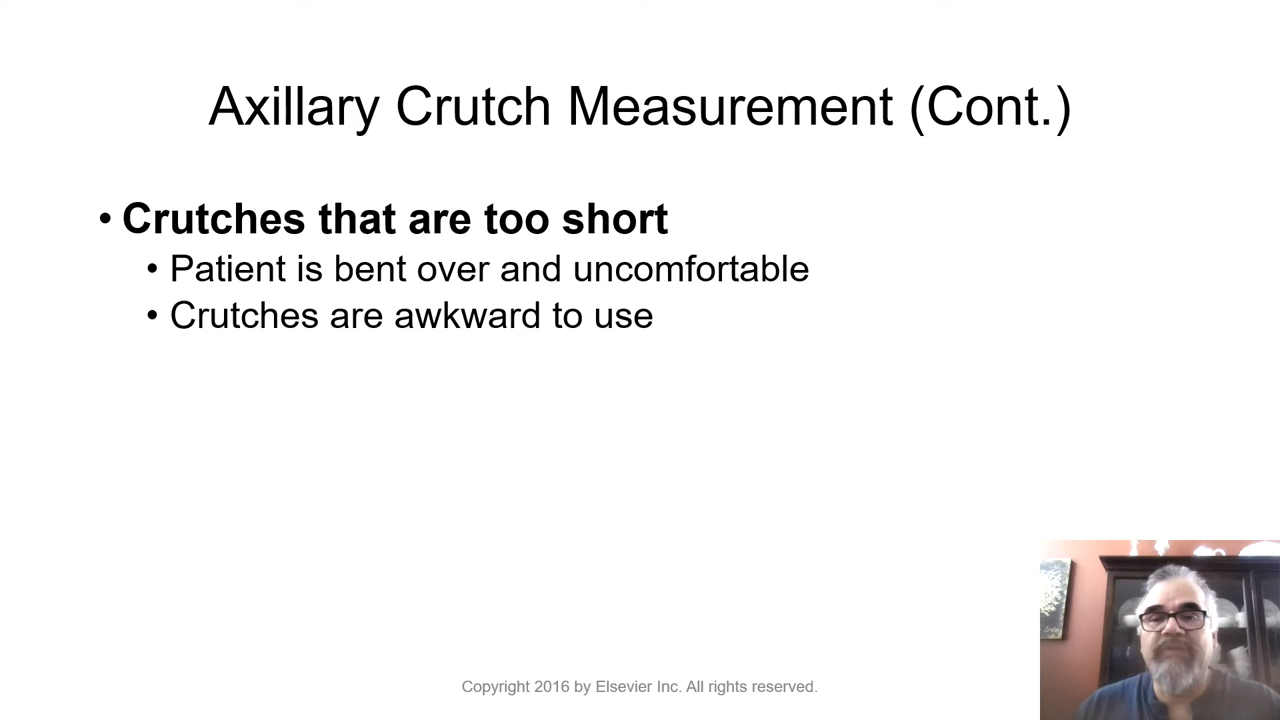 Axillary Crutch Measurement (Cont.)
• Crutches that are too short
• Patient is bent over and uncomfortable
• Crutches are awkward to use
Copyright 2016 by Elsevier Inc. All rights reserved.